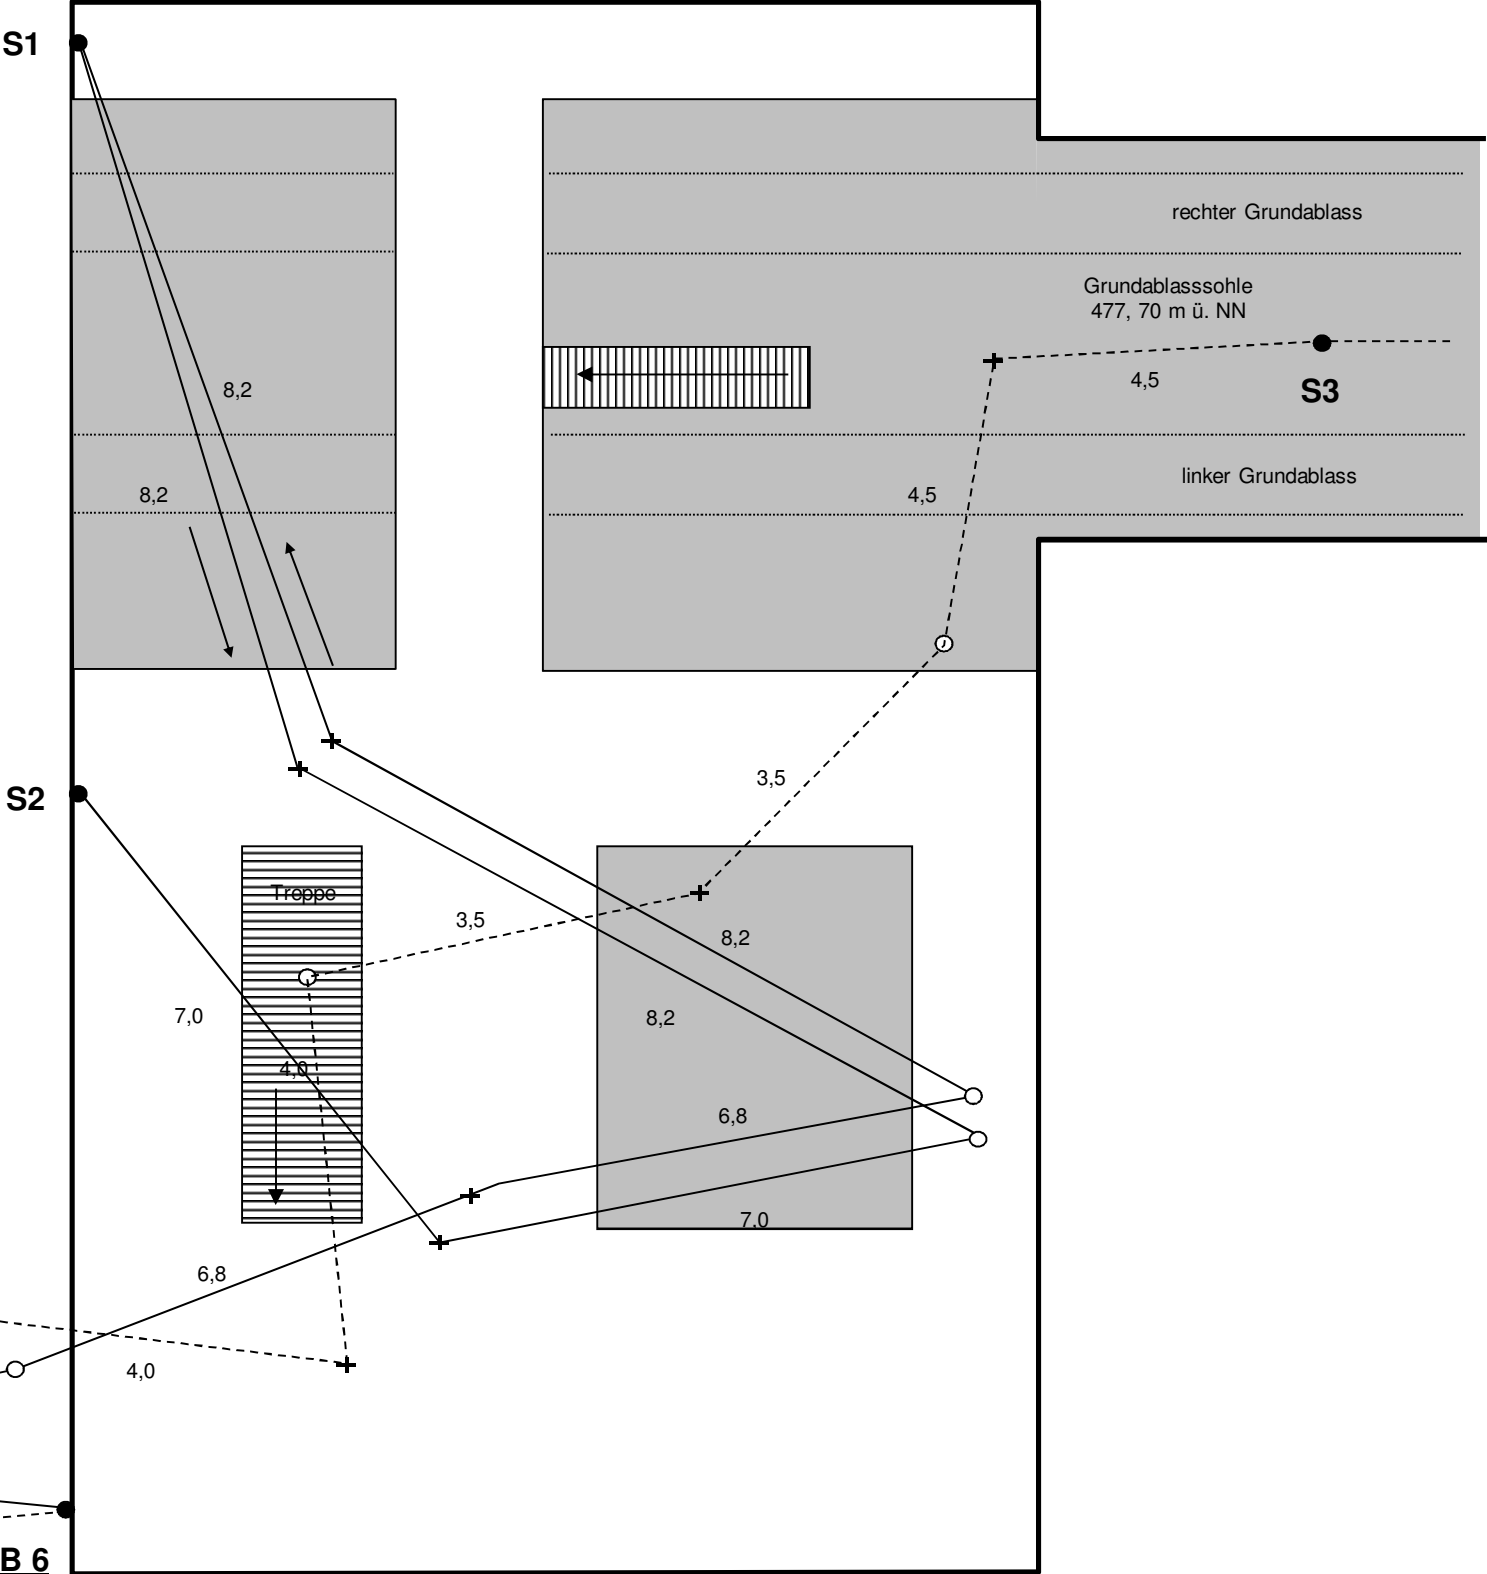 S1
rechter Grundablass
Grundablasssohle
477, 70 m ü. NN
8,2
4,5
S3
8,2
4,5
linker Grundablass
3,5
S2
Treppe
3,5
8,2
7,0
8,2
4,0
6,8
7,0
6,8
4,0
B 6